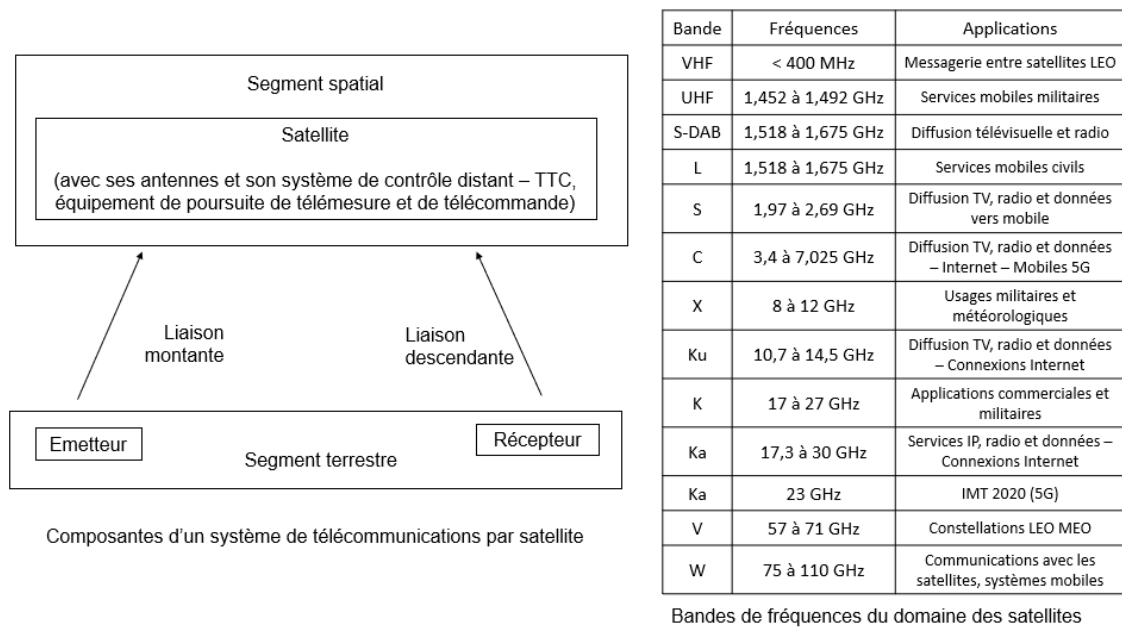 Segment spatial
Satellite
(avec ses antennes et son système de contrôle distant – TTC,
équipement de poursuite de télémesure et de télécommande)
Liaison
montante
Liaison
descendante
Emetteur
Récepteur
Segment terrestre
Composantes d’un système de télécommunications par satellite
Bande Fréquences Applications
VHF < 400 MHz Messagerie entre satellites LEO
UHF 1,452 à 1,492 GHz Services mobiles militaires
S-DAB 1,518 à 1,675 GHz Diffusion télévisuelle et radio
L 1,518 à 1,675 GHz Services mobiles civils
S 1,97 à 2,69 GHz Diffusion TV, radio et données
vers mobile
C 3,4 à 7,025 GHz Diffusion TV, radio et données
– Internet – Mobiles 5G
X 8 à 12 GHz Usages militaires et
météorologiques
Ku 10,7 à 14,5 GHz Diffusion TV, radio et données
– Connexions Internet
K 17 à 27 GHz Applications commerciales et
militaires
Ka 17,3 à 30 GHz Services IP, radio et données –
Connexions Internet
Ka 23 GHz IMT 2020 (5G)
V 57 à 71 GHz Constellations LEO MEO
W 75 à 110 GHz Communications avec les
satellites, systèmes mobiles
Bandes de fréquences du domaine des satellites